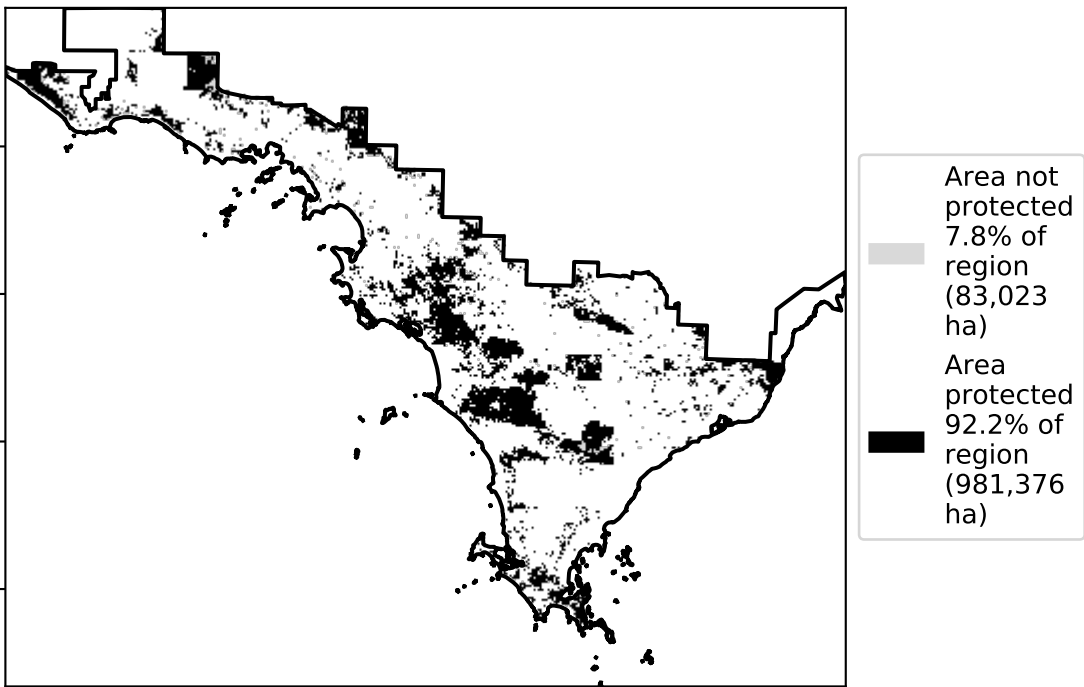 Area not
protected
7.8% of
region
(83,023
ha)
Area
protected
92.2% of
region
(981,376
ha)